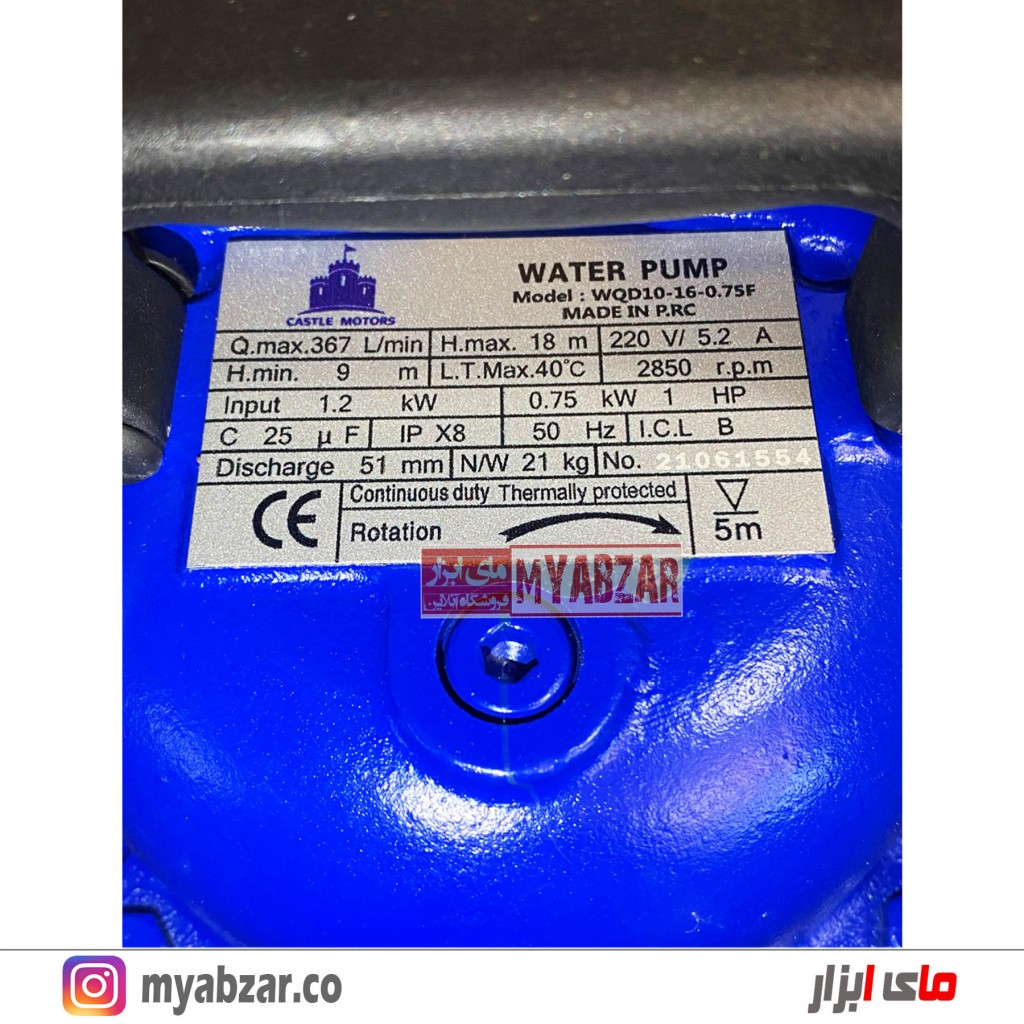 CASTLE MOTORS
WATER PUMP
Model : WQD10-16-0.75F
MADE IN P.RC
Q.max.367 L/min H.max. 18 m 220 V/ 5.2 A
H.min. 9 m L.T.Max.40°C 2850 r.p.m
Input 1.2 kW 0.75 kW 1 HP
C 25 μF IP X8 50 Hz I.C.L B
Discharge 51 mm N/W 21 kg No. 21061554
CE Continuous duty Thermally protected
Rotation 5m
مای ابزار MYABZAR
فروشگاه آنلاین
myabzar.co مای ابزار